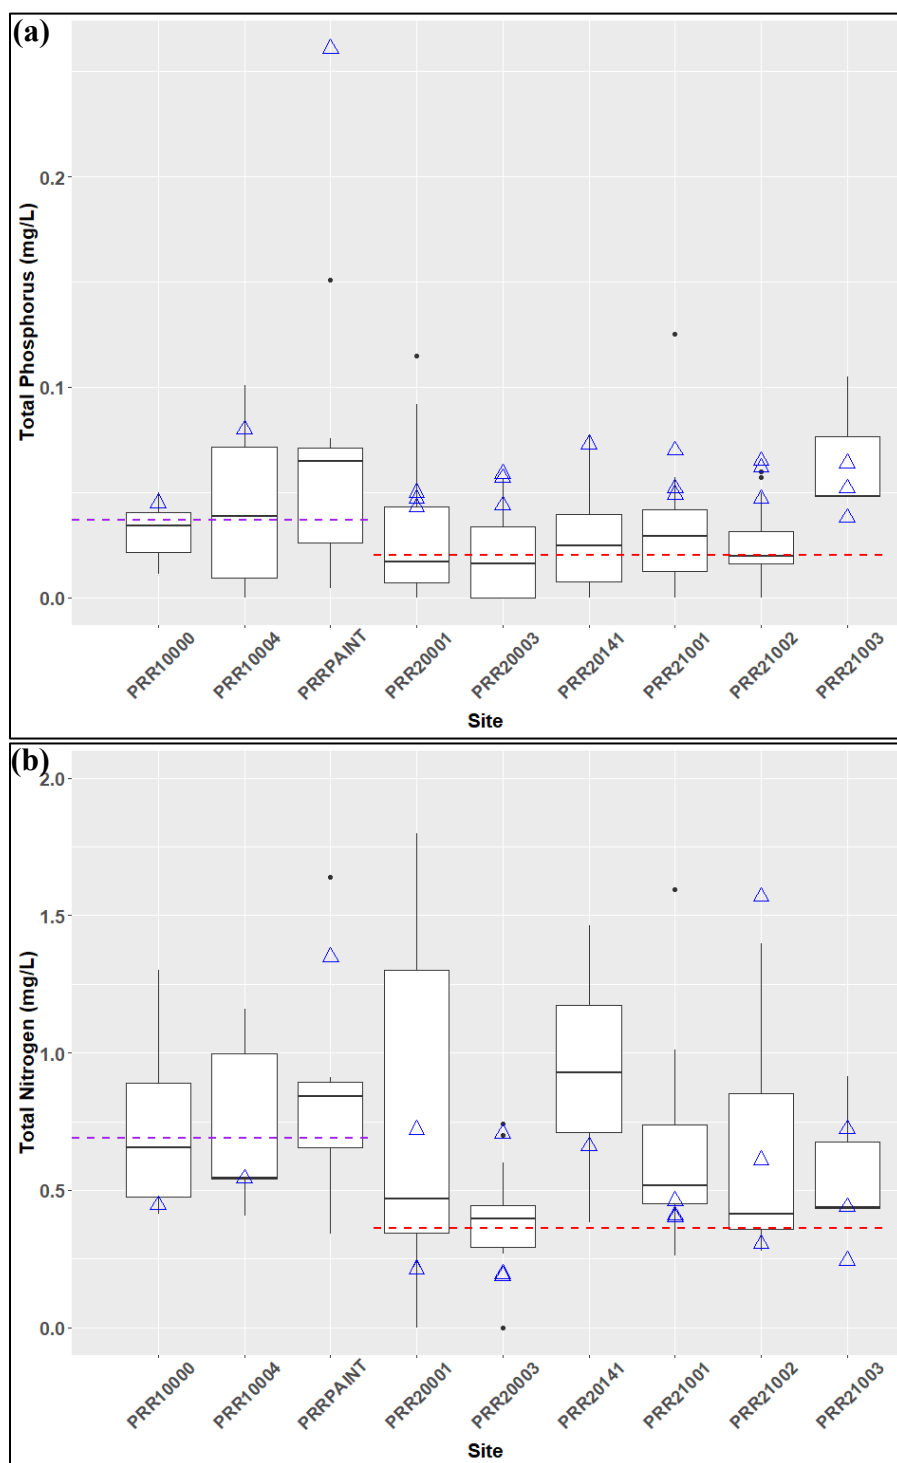 (a)
Total Phosphorus (mg/L)
0.2
0.1
0.0
PRR10000
PRR10004
PRRPAINT
PRR20001
PRR20003
PRR20141
PRR21001
PRR21002
PRR21003
Site
(b)
Total Nitrogen (mg/L)
2.0
1.5
1.0
0.5
0.0
PRR10000
PRR10004
PRRPAINT
PRR20001
PRR20003
PRR20141
PRR21001
PRR21002
PRR21003
Site